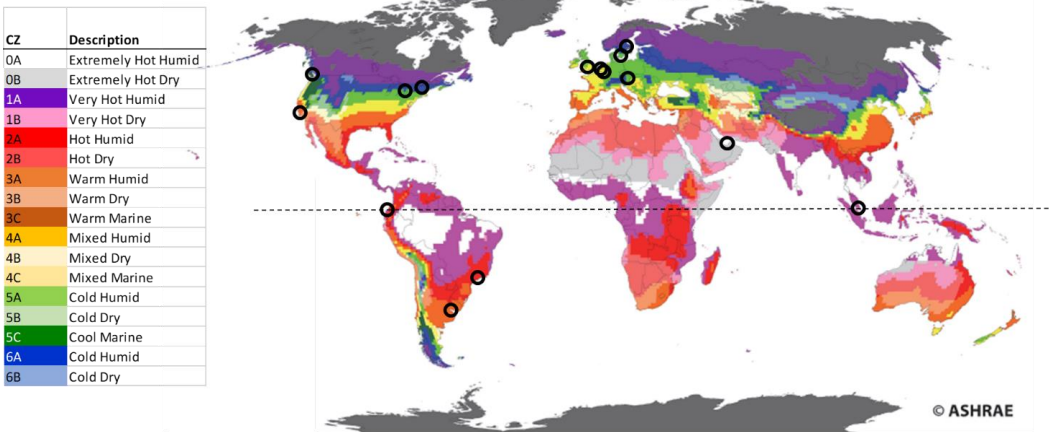 CZ Description
0A Extremely Hot Humid
0B Extremely Hot Dry
1A Very Hot Humid
1B Very Hot Dry
2A Hot Humid
2B Hot Dry
3A Warm Humid
3B Warm Dry
3C Warm Marine
4A Mixed Humid
4B Mixed Dry
4C Mixed Marine
5A Cold Humid
5B Cold Dry
5C Cool Marine
6A Cold Humid
6B Cold Dry
© ASHRAE